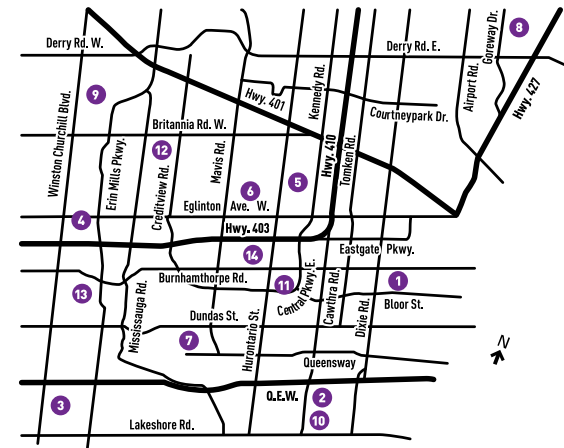 Goreway Dr.
8
Derry Rd. W.
Derry Rd. E.
Kennedy Rd.
Airport Rd.
Hwy. 427
9
Hwy. 401
Courtneypark Dr.
Winston Churchill Blvd.
Erin Mills Pkwy.
Britannia Rd. W.
Hwy. 410
Tomken Rd.
12
Creditview Rd.
Mavis Rd.
6
5
Eglinton Ave. W.
4
Hwy. 403
14
Eastgate Pkwy.
Burnhamthorpe Rd.
11
Central Pkwy. E.
1
13
Mississauga Rd.
Cawthra Rd.
Bloor St.
Dundas St.
Hurontario St.
Dixie Rd.
7
Queensway
N
3
Q.E.W.
2
10
Lakeshore Rd.